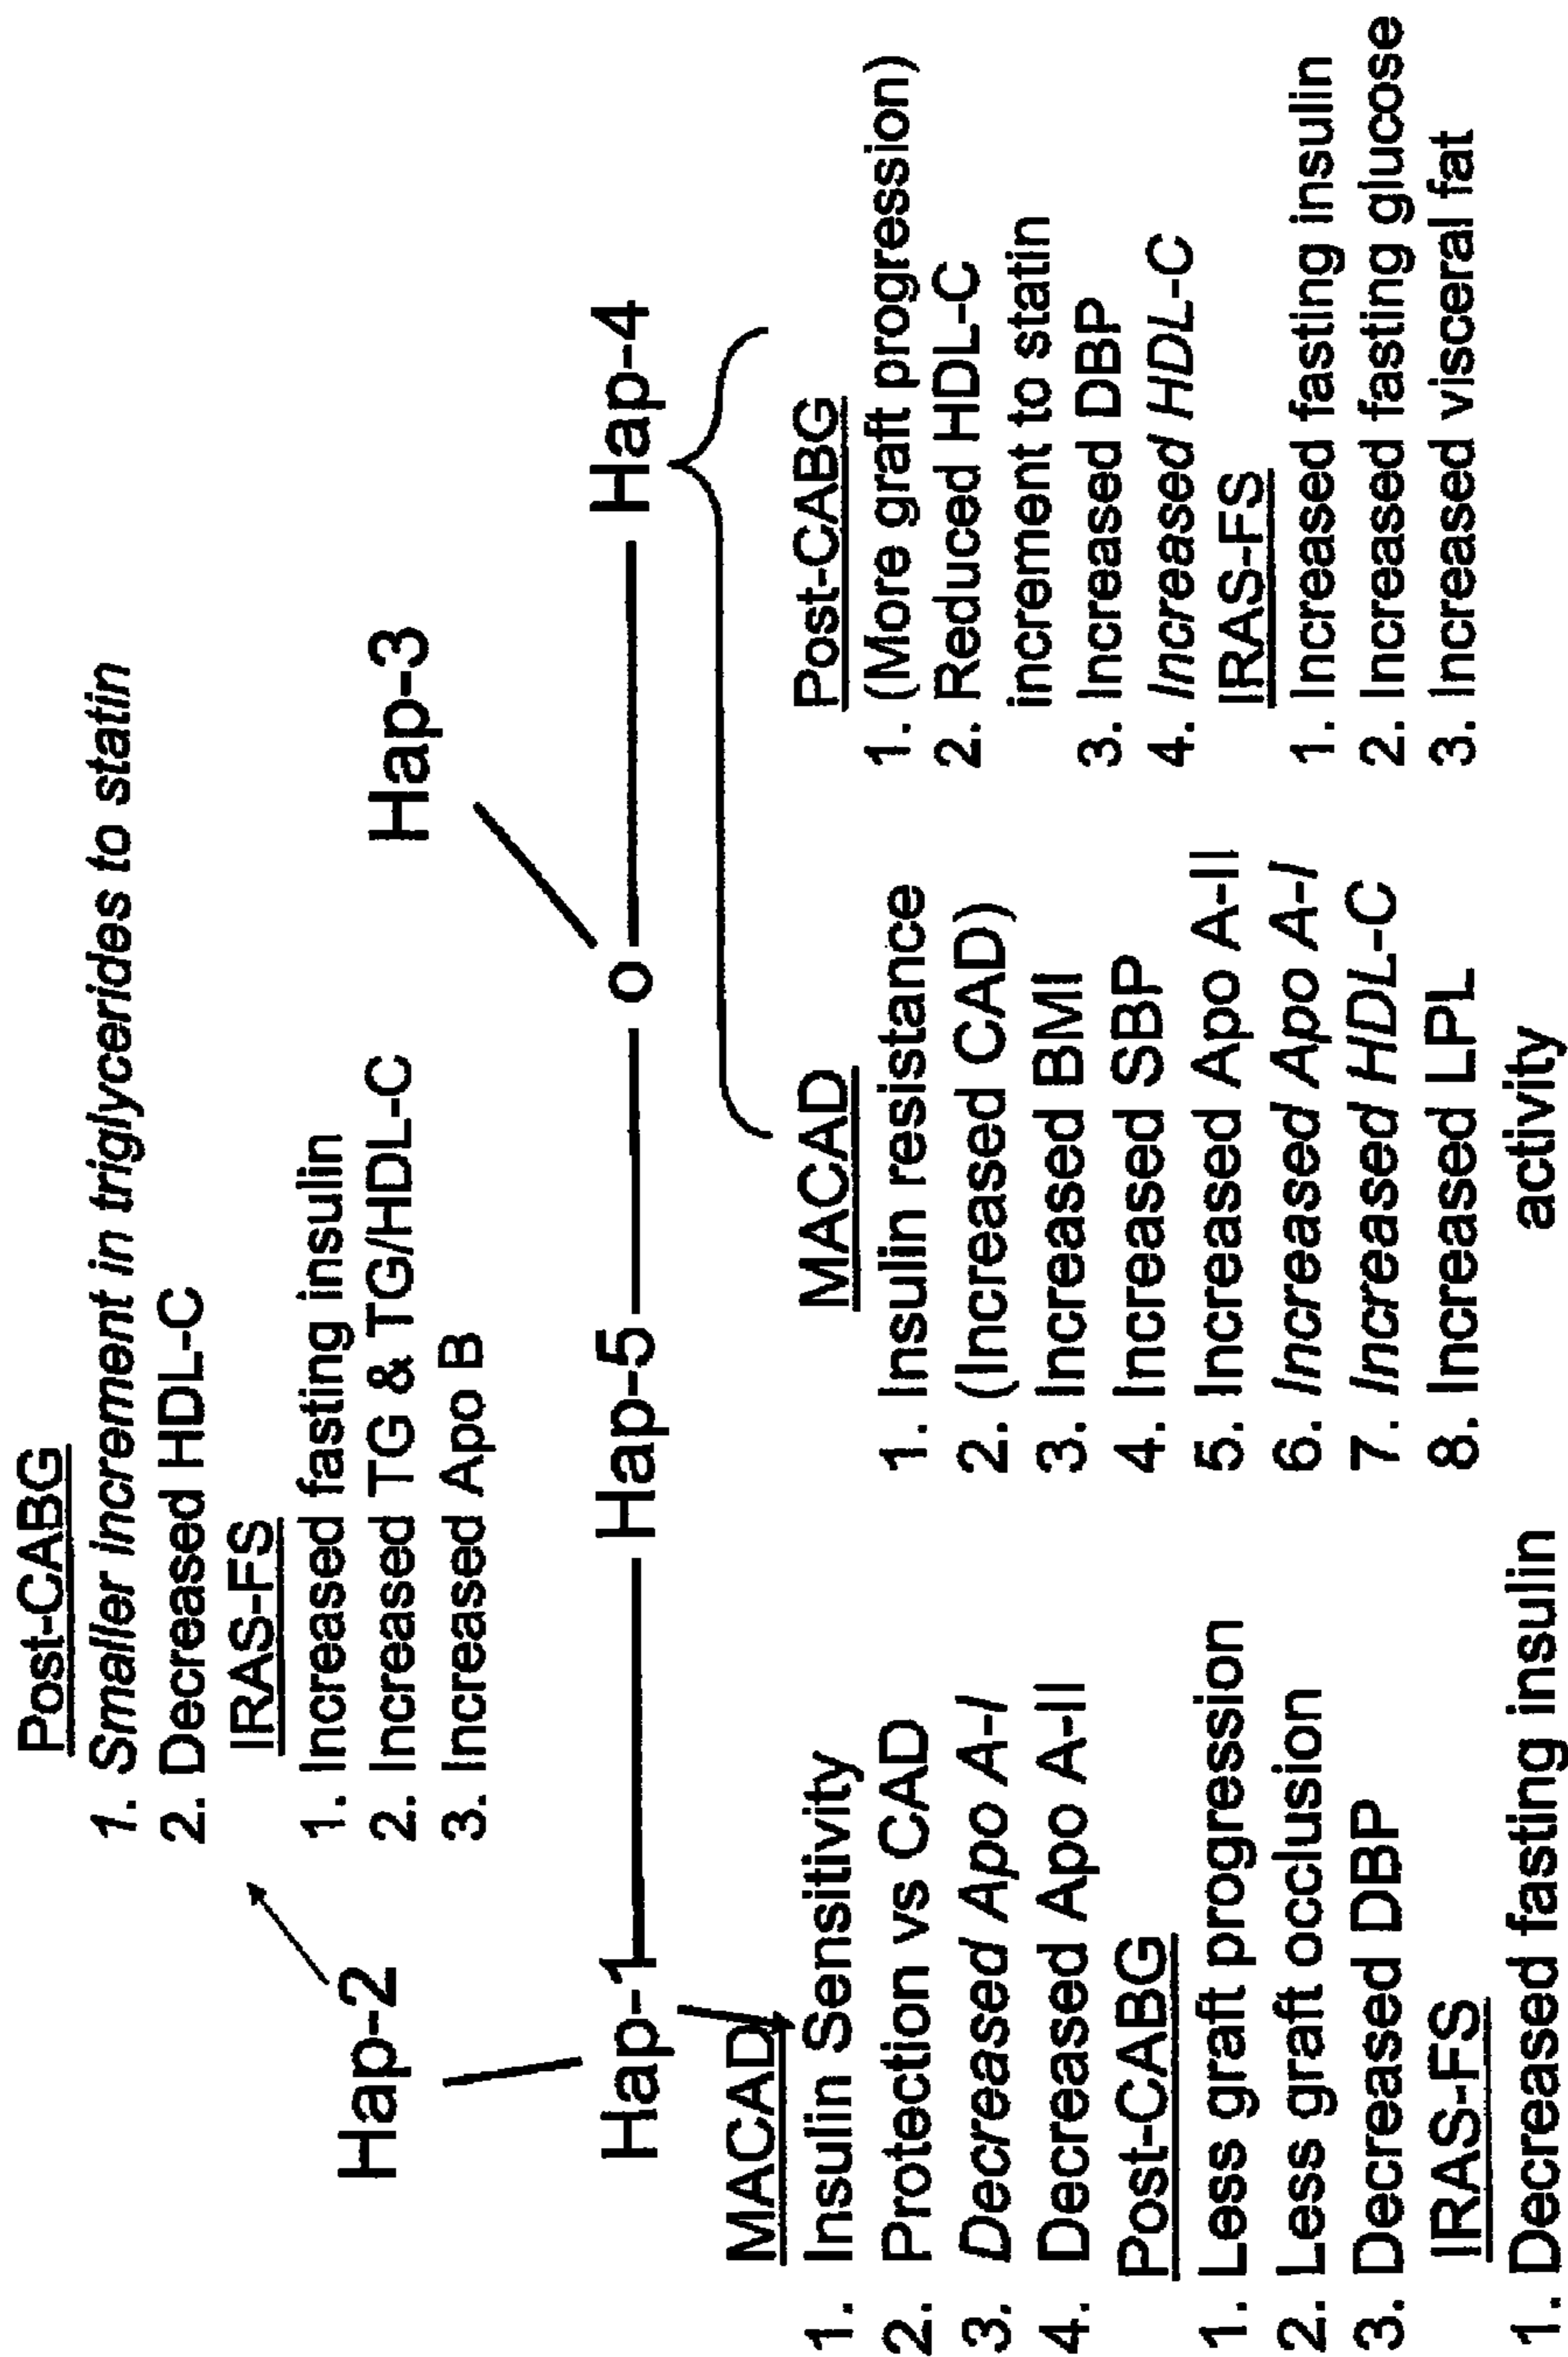 Post-CABG
1. Smaller increment in triglycerides to statin
2. Decreased HDL-C
IRAS-FS
1. Increased fasting insulin
2. Increased TG & TG/HDL-C
3. Increased Apo B
Hap-2
Hap-3
Hap-1
Hap-5
o
Hap-4
MACAD
1. Insulin Sensitivity
2. Protection vs CAD
3. Decreased Apo A-I
4. Decreased Apo A-II
Post-CABG
1. Less graft progression
2. Less graft occlusion
3. Decreased DBP
IRAS-FS
1. Decreased fasting insulin
MACAD
1. Insulin resistance
2. (Increased CAD)
3. Increased BMI
4. Increased SBP
5. Increased Apo A-II
6. Increased Apo A-I
7. Increased HDL-C
8. Increased LPL
activity
Post-CABG
1. (More graft progression)
2. Reduced HDL-C
increment to statin
3. Increased DBP
4. Increased HDL-C
IRAS-FS
1. Increased fasting insulin
2. Increased fasting glucose
3. Increased visceral fat